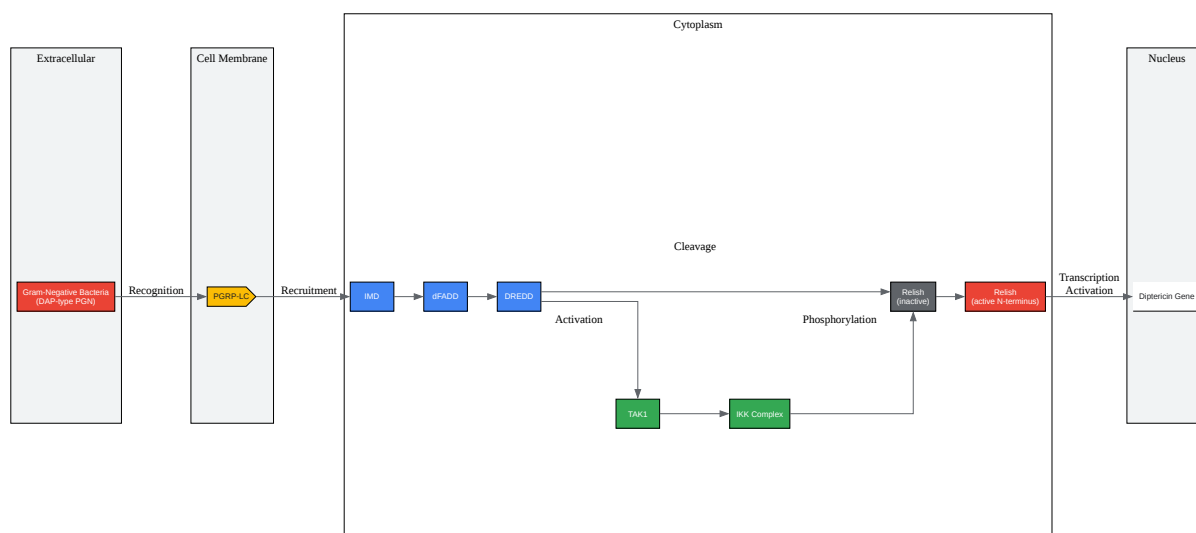 Cytoplasm
Extracellular
Cell Membrane
Nucleus
Cleavage
Gram-Negative Bacteria
(DAP-type PGN)
Recognition
PGRP-LC
Recruitment
IMD
dFADD
DREDD
Activation
Phosphorylation
Relish
(inactive)
Relish
(active N-terminus)
Transcription
Activation
Diptericin Gene
TAK1
IKK Complex